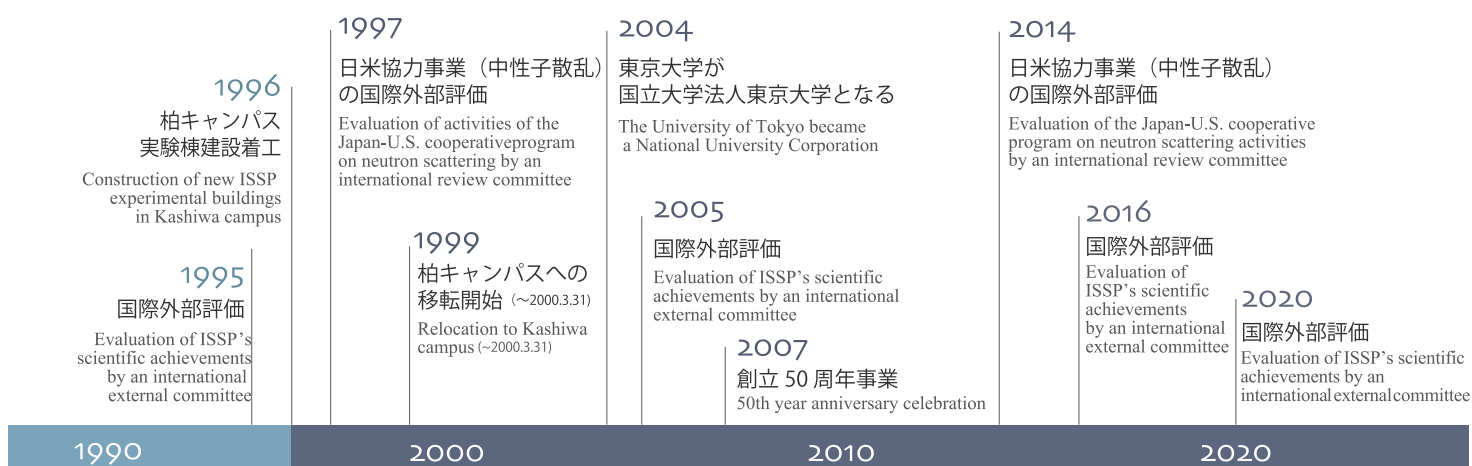 1995
国際外部評価
Evaluation of ISSP's
scientific achievements
by an international
external committee
1996
柏キャンパス
実験棟建設着工
Construction of new ISSP
experimental buildings
in Kashiwa campus
1997
日米協力事業（中性子散乱）
の国際外部評価
Evaluation of activities of the
Japan-U.S. cooperativeprogram
on neutron scattering by an
international review committee
1999
柏キャンパスへの
移転開始（～2000.3.31）
Relocation to Kashiwa
campus (~2000.3.31)
2004
東京大学が
国立大学法人東京大学となる
The University of Tokyo became
a National University Corporation
2005
国際外部評価
Evaluation of ISSP's scientific
achievements by an international
external committee
2007
創立 50 周年事業
50th year anniversary celebration
2014
日米協力事業（中性子散乱）
の国際外部評価
Evaluation of the Japan-U.S. cooperative
program on neutron scattering activities
by an international review committee
2016
国際外部評価
Evaluation of
ISSP's scientific
achievements
by an international
external committee
2020
国際外部評価
Evaluation of ISSP's scientific
achievements by an
international external committee
1990
2000
2010
2020